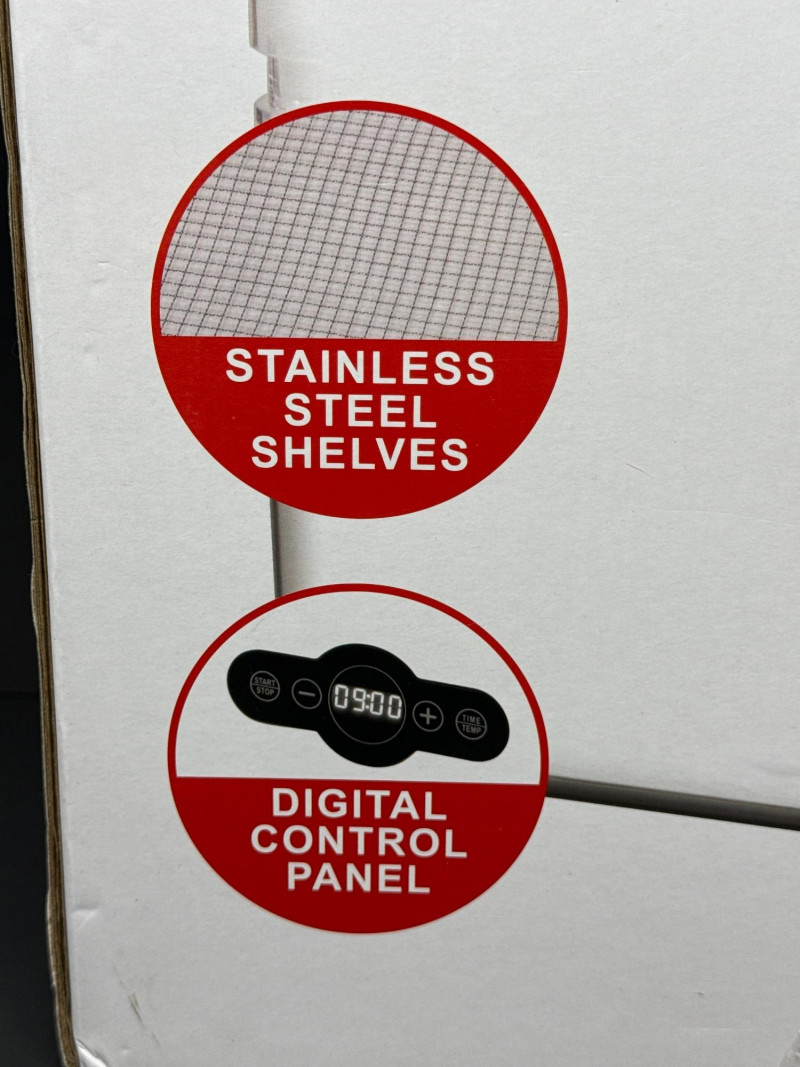 STAINLESS
STEEL
SHELVES
START
STOP
−
09:00
+
TIME
TEMP
DIGITAL
CONTROL
PANEL